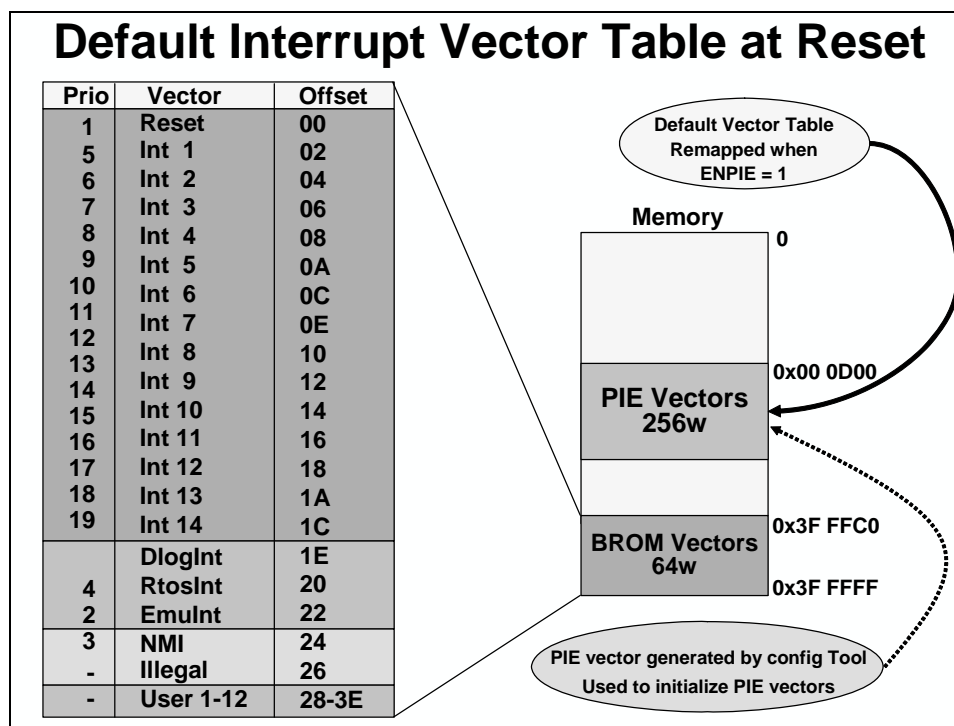 Default Interrupt Vector Table at Reset
Prio Vector Offset
1 Reset 00
5 Int 1 02
6 Int 2 04
7 Int 3 06
8 Int 4 08
9 Int 5 0A
10 Int 6 0C
11 Int 7 0E
12 Int 8 10
13 Int 9 12
14 Int 10 14
15 Int 11 16
16 Int 12 18
17 Int 13 1A
18 Int 14 1C
19
DlogInt 1E
4 RtosInt 20
2 EmuInt 22
3 NMI 24
- Illegal 26
- User 1-12 28-3E
Default Vector Table
Remapped when
ENPIE = 1
Memory
0
0x00 0D00
PIE Vectors
256w
0x3F FFC0
BROM Vectors
64w
0x3F FFFF
PIE vector generated by config Tool
Used to initialize PIE vectors